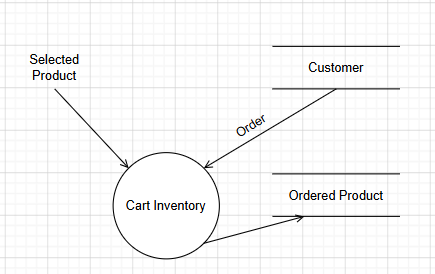 Selected
Product
Customer
Order
Cart Inventory
Ordered Product